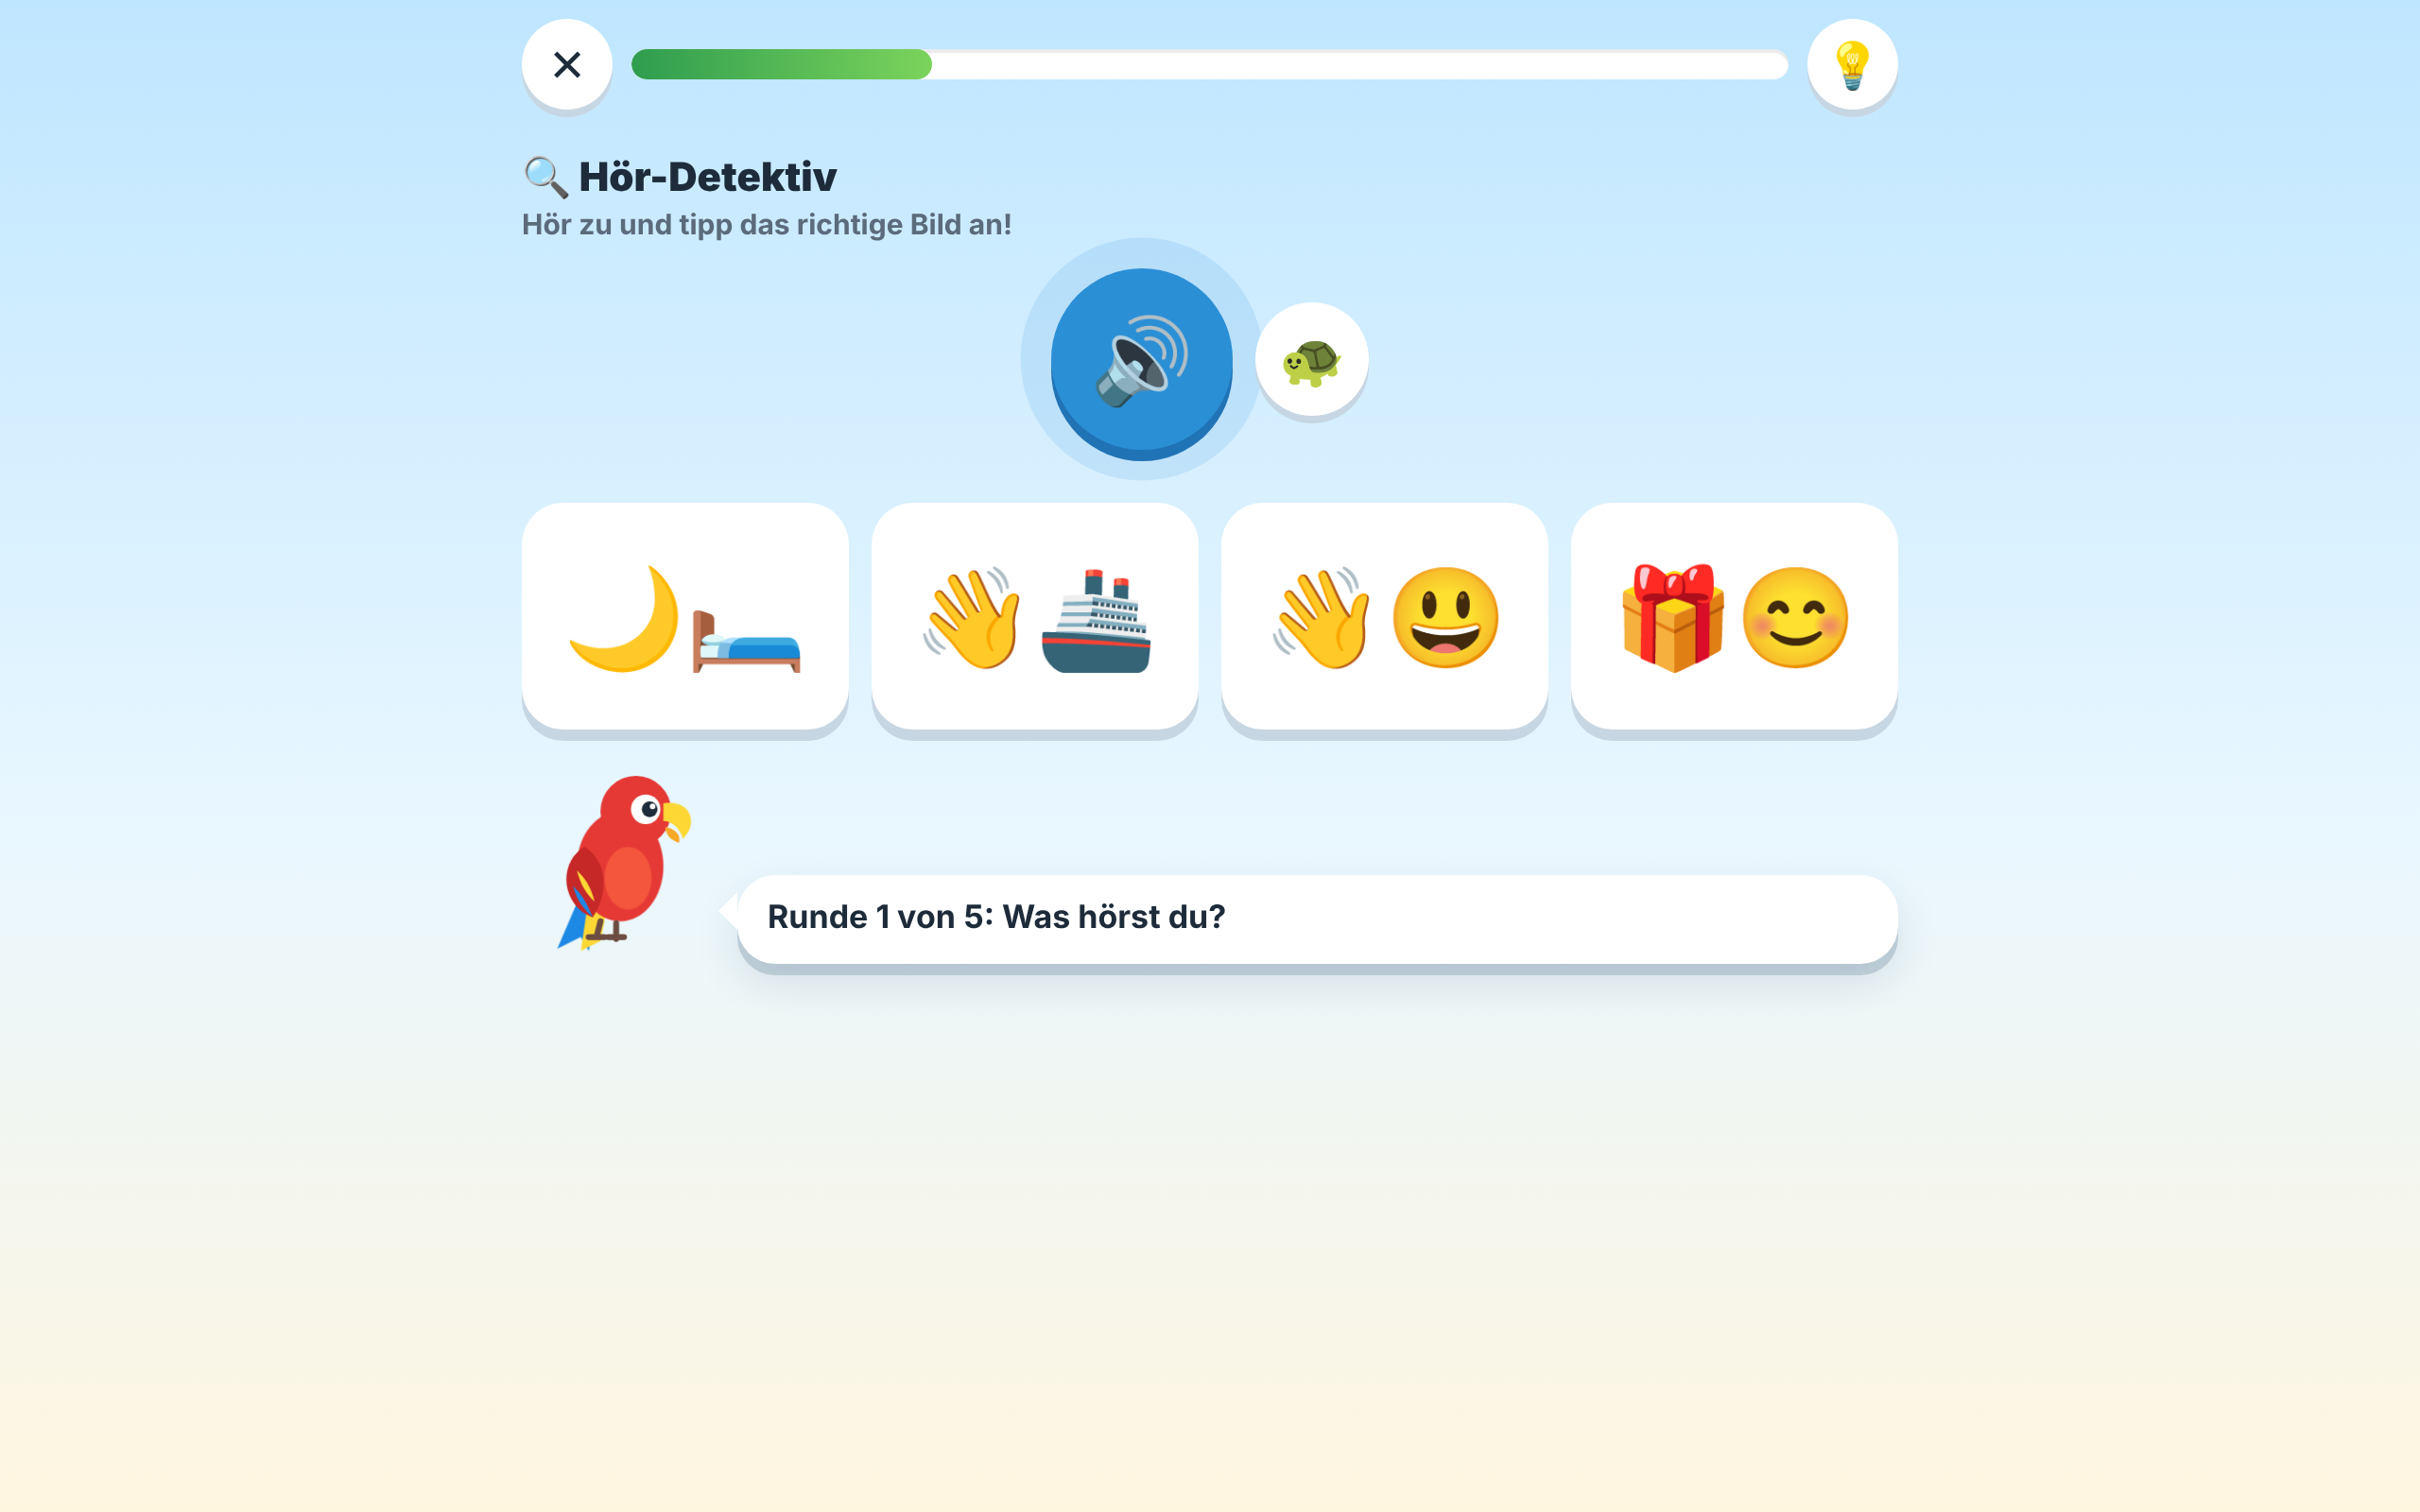 Hör-Detektiv
Hör zu und tipp das richtige Bild an!
Runde 1 von 5: Was hörst du?